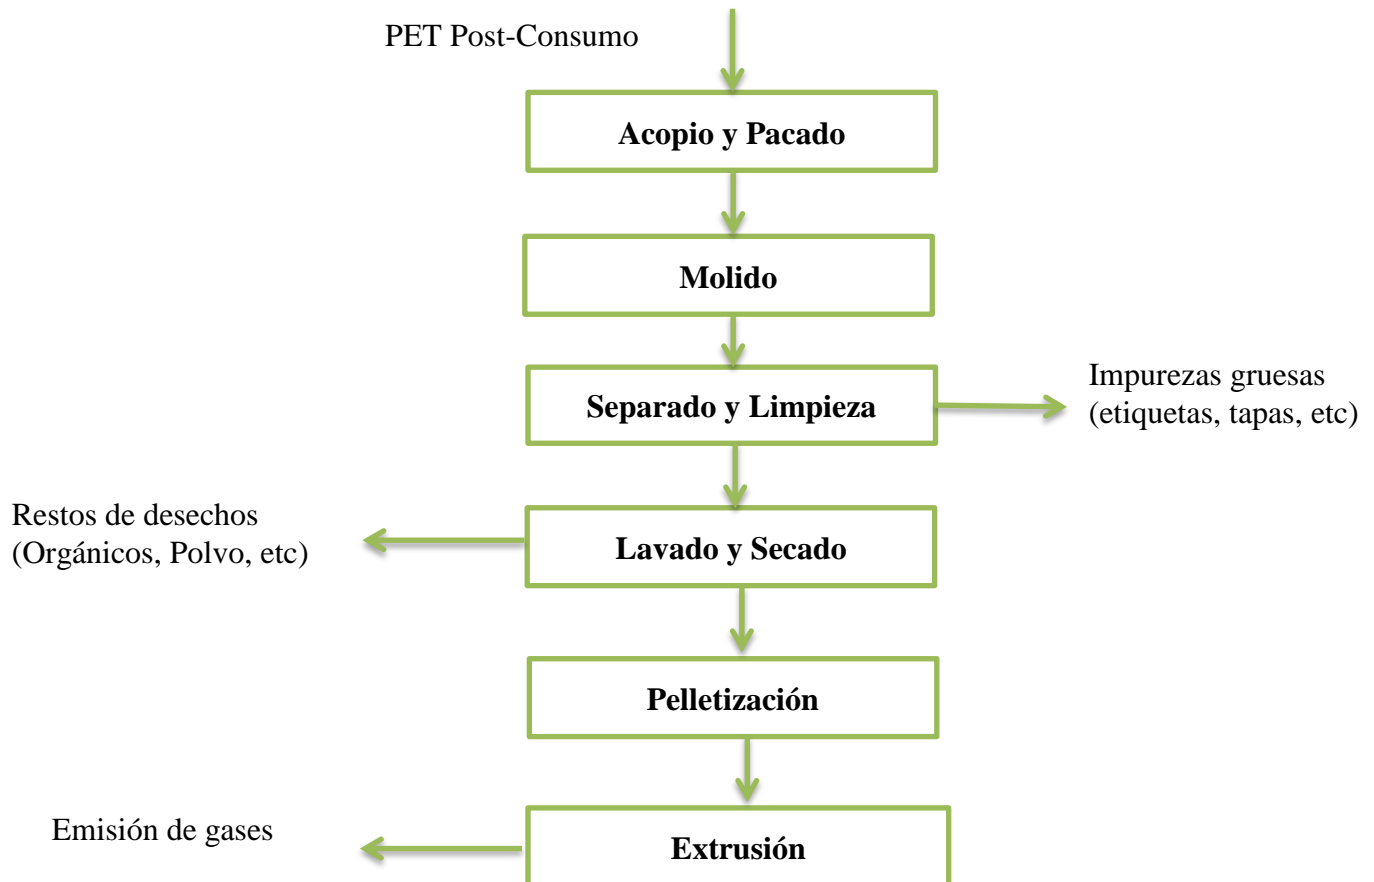 PET Post-Consumo
Acopio y Pacado
Molido
Separado y Limpieza
Impurezas gruesas
(etiquetas, tapas, etc)
Restos de desechos
(Orgánicos, Polvo, etc)
Lavado y Secado
Pelletización
Emisión de gases
Extrusión